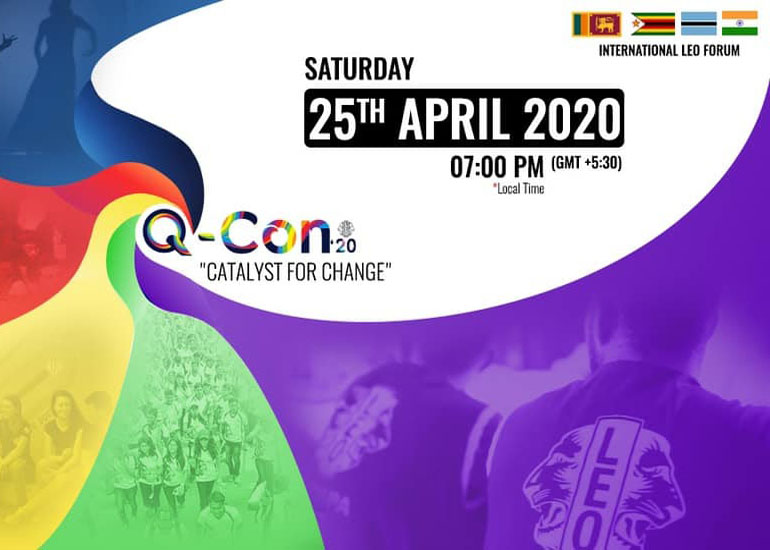 INTERNATIONAL LEO FORUM
SATURDAY
25TH APRIL 2020
07:00 PM (GMT +5:30)
*Local Time
Q-Con'20
"CATALYST FOR CHANGE"
LEO